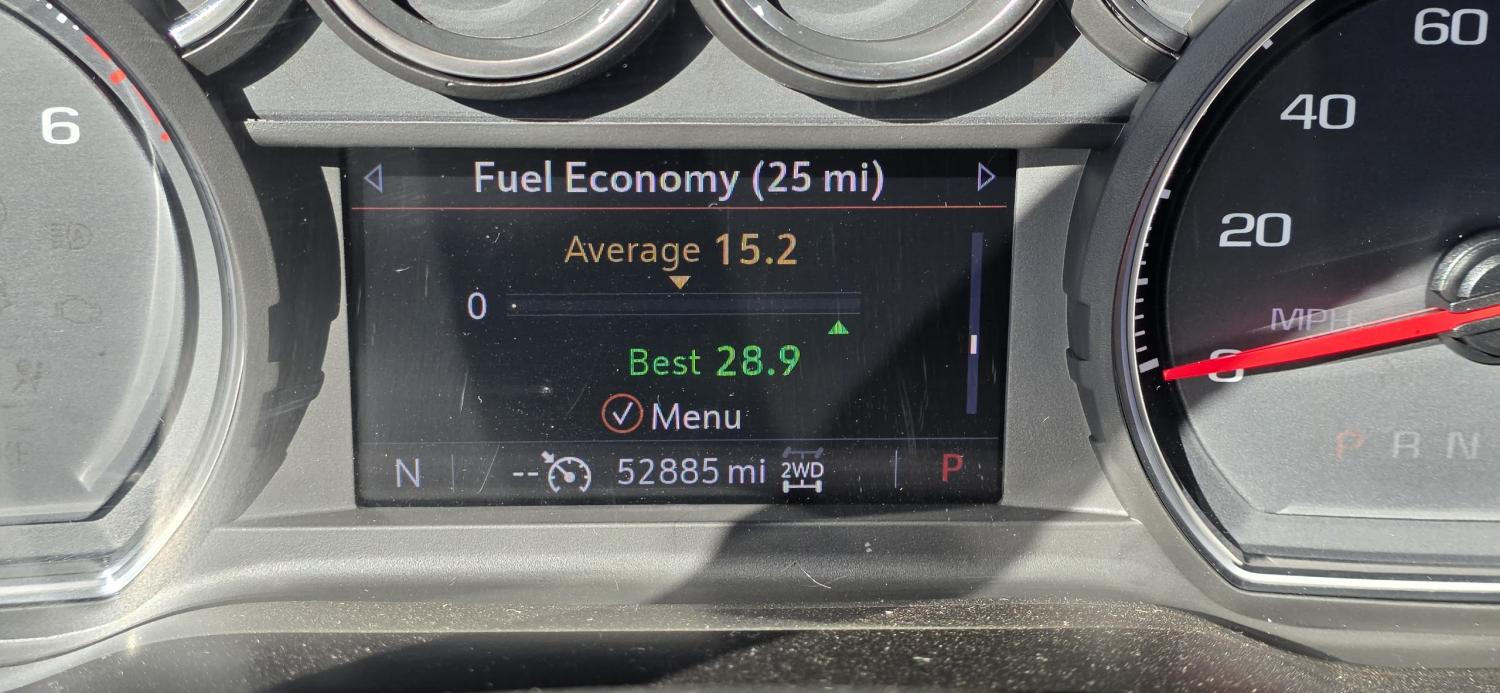 Fuel Economy (25 mi)
Average 15.2
0
Best 28.9
Menu
N
-- 52885 mi 2WD
P
6
60
40
20
MPH
0
P R N